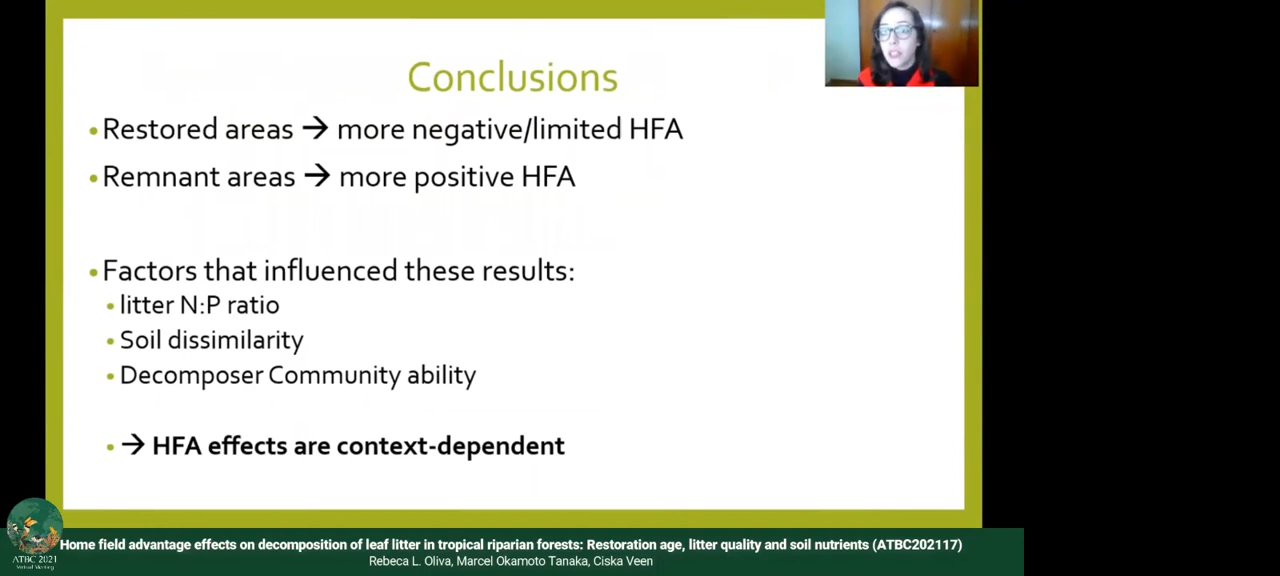 Conclusions
• Restored areas → more negative/limited HFA
• Remnant areas → more positive HFA
• Factors that influenced these results:
• litter N:P ratio
• Soil dissimilarity
• Decomposer Community ability
• → HFA effects are context-dependent
ATBC 2021
Virtual Meeting
Home field advantage effects on decomposition of leaf litter in tropical riparian forests: Restoration age, litter quality and soil nutrients (ATBC202117)
Rebeca L. Oliva, Marcel Okamoto Tanaka, Ciska Veen